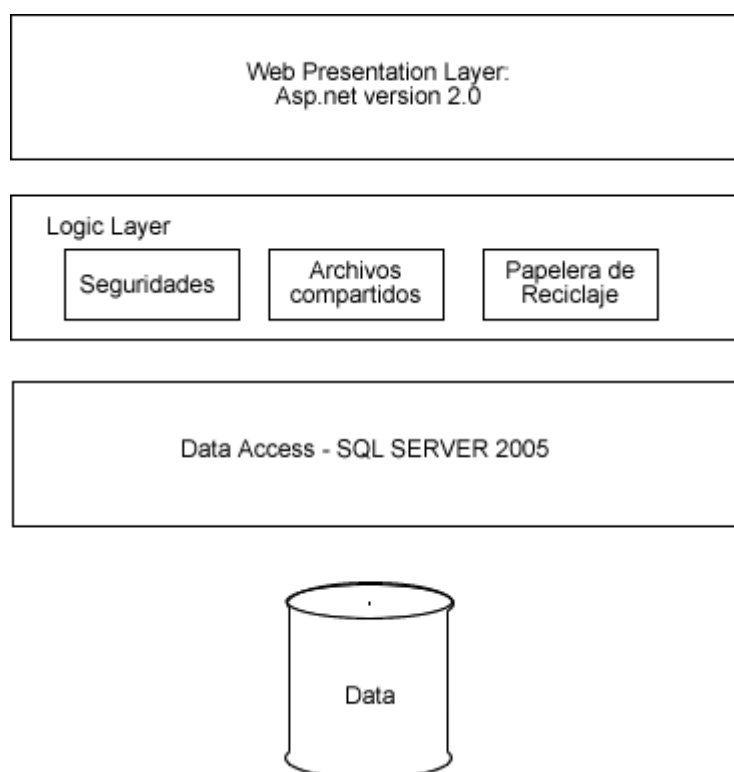 Web Presentation Layer:
Asp.net version 2.0
Logic Layer
Seguridades
Archivos
compartidos
Papelera de
Reciclaje
Data Access - SQL SERVER 2005
Data